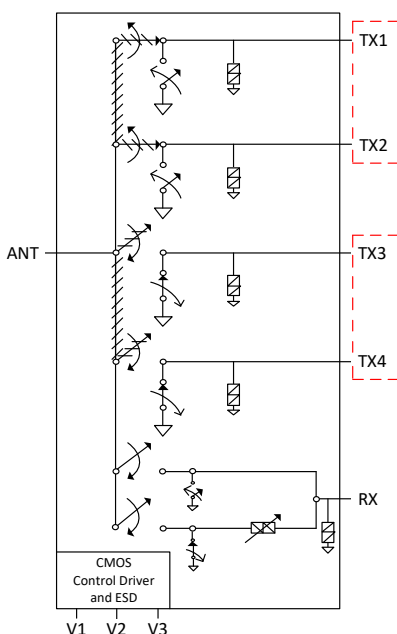 TX1
TX2
ANT
TX3
TX4
RX
CMOS
Control Driver
and ESD
V1 V2 V3